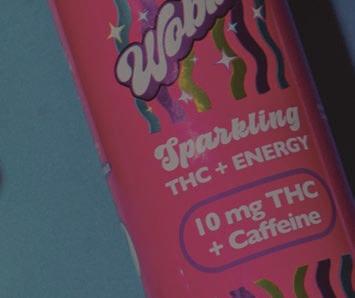 Sparkling
THC + ENERGY
10 mg THC
+ Caffeine